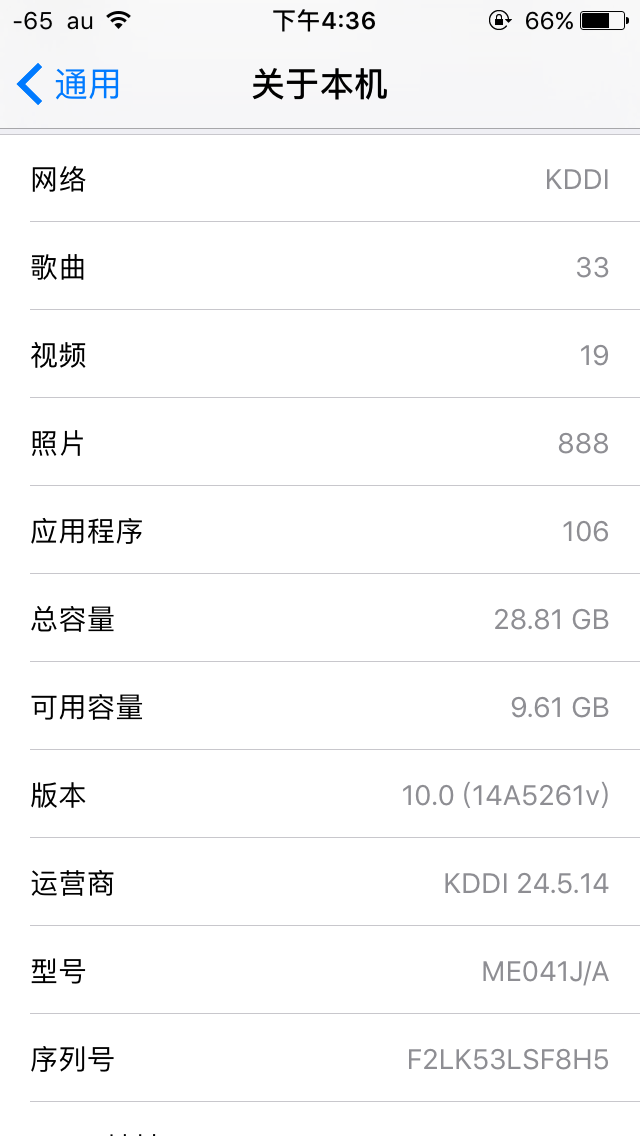 -65 au 下午4:36 66%
通用 关于本机
网络 KDDI
歌曲 33
视频 19
照片 888
应用程序 106
总容量 28.81 GB
可用容量 9.61 GB
版本 10.0 (14A5261v)
运营商 KDDI 24.5.14
型号 ME041J/A
序列号 F2LK53LSF8H5